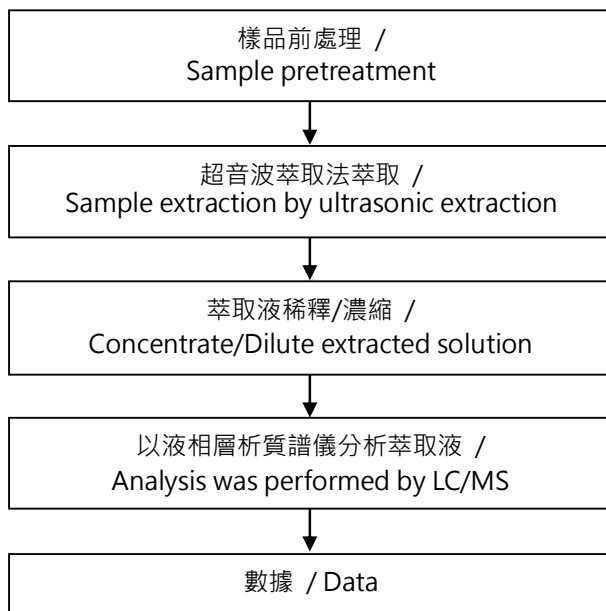 樣品前處理 /
Sample pretreatment
超音波萃取法萃取 /
Sample extraction by ultrasonic extraction
萃取液稀釋/濃縮 /
Concentrate/Dilute extracted solution
以液相層析質譜儀分析萃取液 /
Analysis was performed by LC/MS
數據 / Data